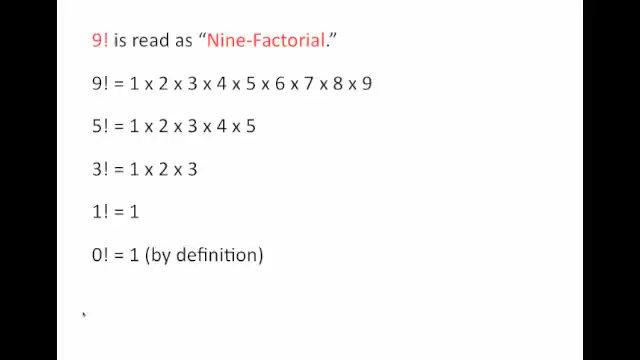 9! is read as “Nine-Factorial.”
9! = 1 x 2 x 3 x 4 x 5 x 6 x 7 x 8 x 9
5! = 1 x 2 x 3 x 4 x 5
3! = 1 x 2 x 3
1! = 1
0! = 1 (by definition)